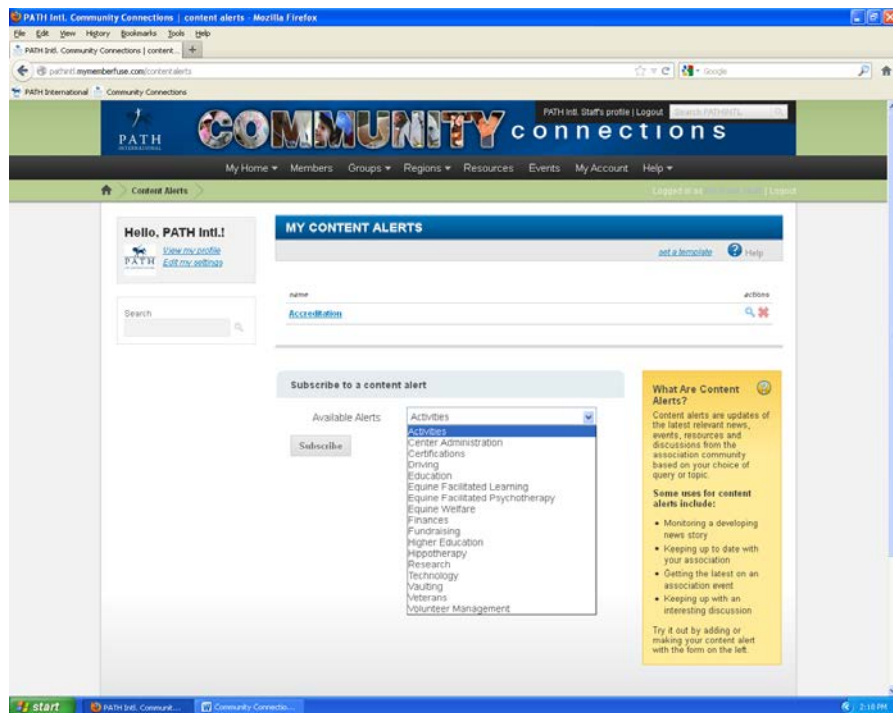 PATH Intl. Community Connections | content alerts - Mozilla Firefox
File Edit View History Bookmarks Tools Help
PATH Intl. Community Connections | content... +
pathintl.mymemberfuse.com/contentalerts
Google
PATH International Community Connections
PATH Intl. Staff's profile | Logout Search PATHINTL
PATH
INTERNATIONAL
COMMUNITY connections
My Home Members Groups Regions Resources Events My Account Help
Content Alerts
Logged in as | Logout
Hello, PATH Intl.!
View my profile
Edit my settings
PATH
Search
MY CONTENT ALERTS
set a template Help
name actions
Accreditation
Subscribe to a content alert
Available Alerts Activities
Subscribe
Activities
Center Administration
Certifications
Driving
Education
Equine Facilitated Learning
Equine Facilitated Psychotherapy
Equine Welfare
Finances
Fundraising
Higher Education
Hippotherapy
Research
Technology
Vaulting
Veterans
Volunteer Management
What Are Content
Alerts?
Content alerts are updates of
the latest relevant news,
events, resources and
discussions from the
association community
based on your choice of
query or topic.
Some uses for content
alerts include:
• Monitoring a developing
news story
• Keeping up to date with
your association
• Getting the latest on an
association event
• Keeping up with an
interesting discussion
Try it out by adding or
making your content alert
with the form on the left.
start PATH Intl. Communit... Community Connectio... 2:18 PM